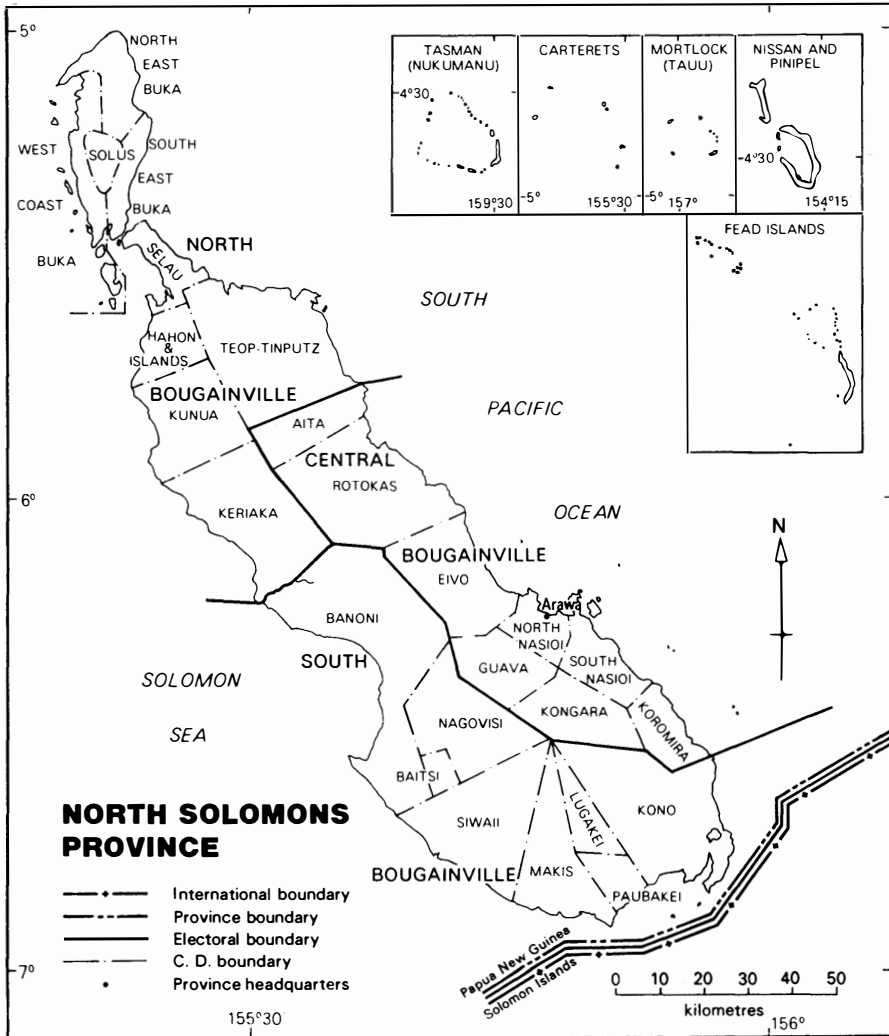 5°
NORTH
EAST
BUKA
WEST
SOLUS
SOUTH
EAST
COAST
BUKA
BUKA
NORTH
SELAU
HAHON
&
ISLANDS
TEOP-TINPUTZ
BOUGAINVILLE
KUNUA
AITA
CENTRAL
ROTOKAS
KERIAKA
6°
BOUGAINVILLE
EIVO
Arawa
BANONI
NORTH
NASIOI
SOUTH
GUAVA
SOUTH
NASIOI
KONGARA
KOROMIRA
NAGOVISI
BAITSI
SIWAII
LUGAKEI
KONO
BOUGAINVILLE
MAKIS
PAUBAKEI
SOUTH
PACIFIC
OCEAN
SOLOMON
SEA
N
TASMAN
(NUKUMANU)
-4°30
159°30
CARTERETS
-5°
155°30
MORTLOCK
(TAUU)
-5°
157°
NISSAN AND
PINIPEL
-4°30
154°15
FEAD ISLANDS
NORTH SOLOMONS
PROVINCE
International boundary
Province boundary
Electoral boundary
C. D. boundary
Province headquarters
Papua New Guinea
Solomon Islands
0 10 20 30 40 50
kilometres
7°
155°30
156°